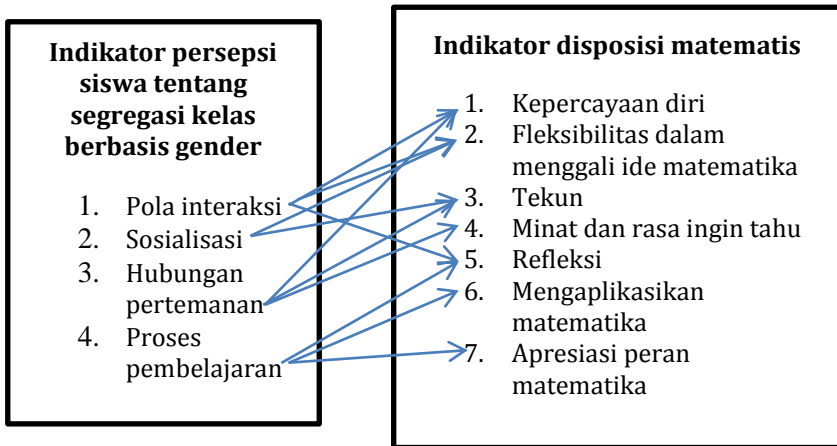 Indikator persepsi
siswa tentang
segregasi kelas
berbasis gender
1. Pola interaksi
2. Sosialisasi
3. Hubungan
pertemanan
4. Proses
pembelajaran
Indikator disposisi matematis
1. Kepercayaan diri
2. Fleksibilitas dalam
menggali ide matematika
3. Tekun
4. Minat dan rasa ingin tahu
5. Refleksi
6. Mengaplikasikan
matematika
7. Apresiasi peran
matematika